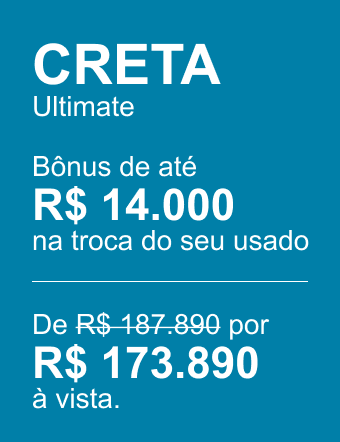 CRETA
Ultimate
Bônus de até
R$ 14.000
na troca do seu usado
De R$ 187.890 por
R$ 173.890
à vista.